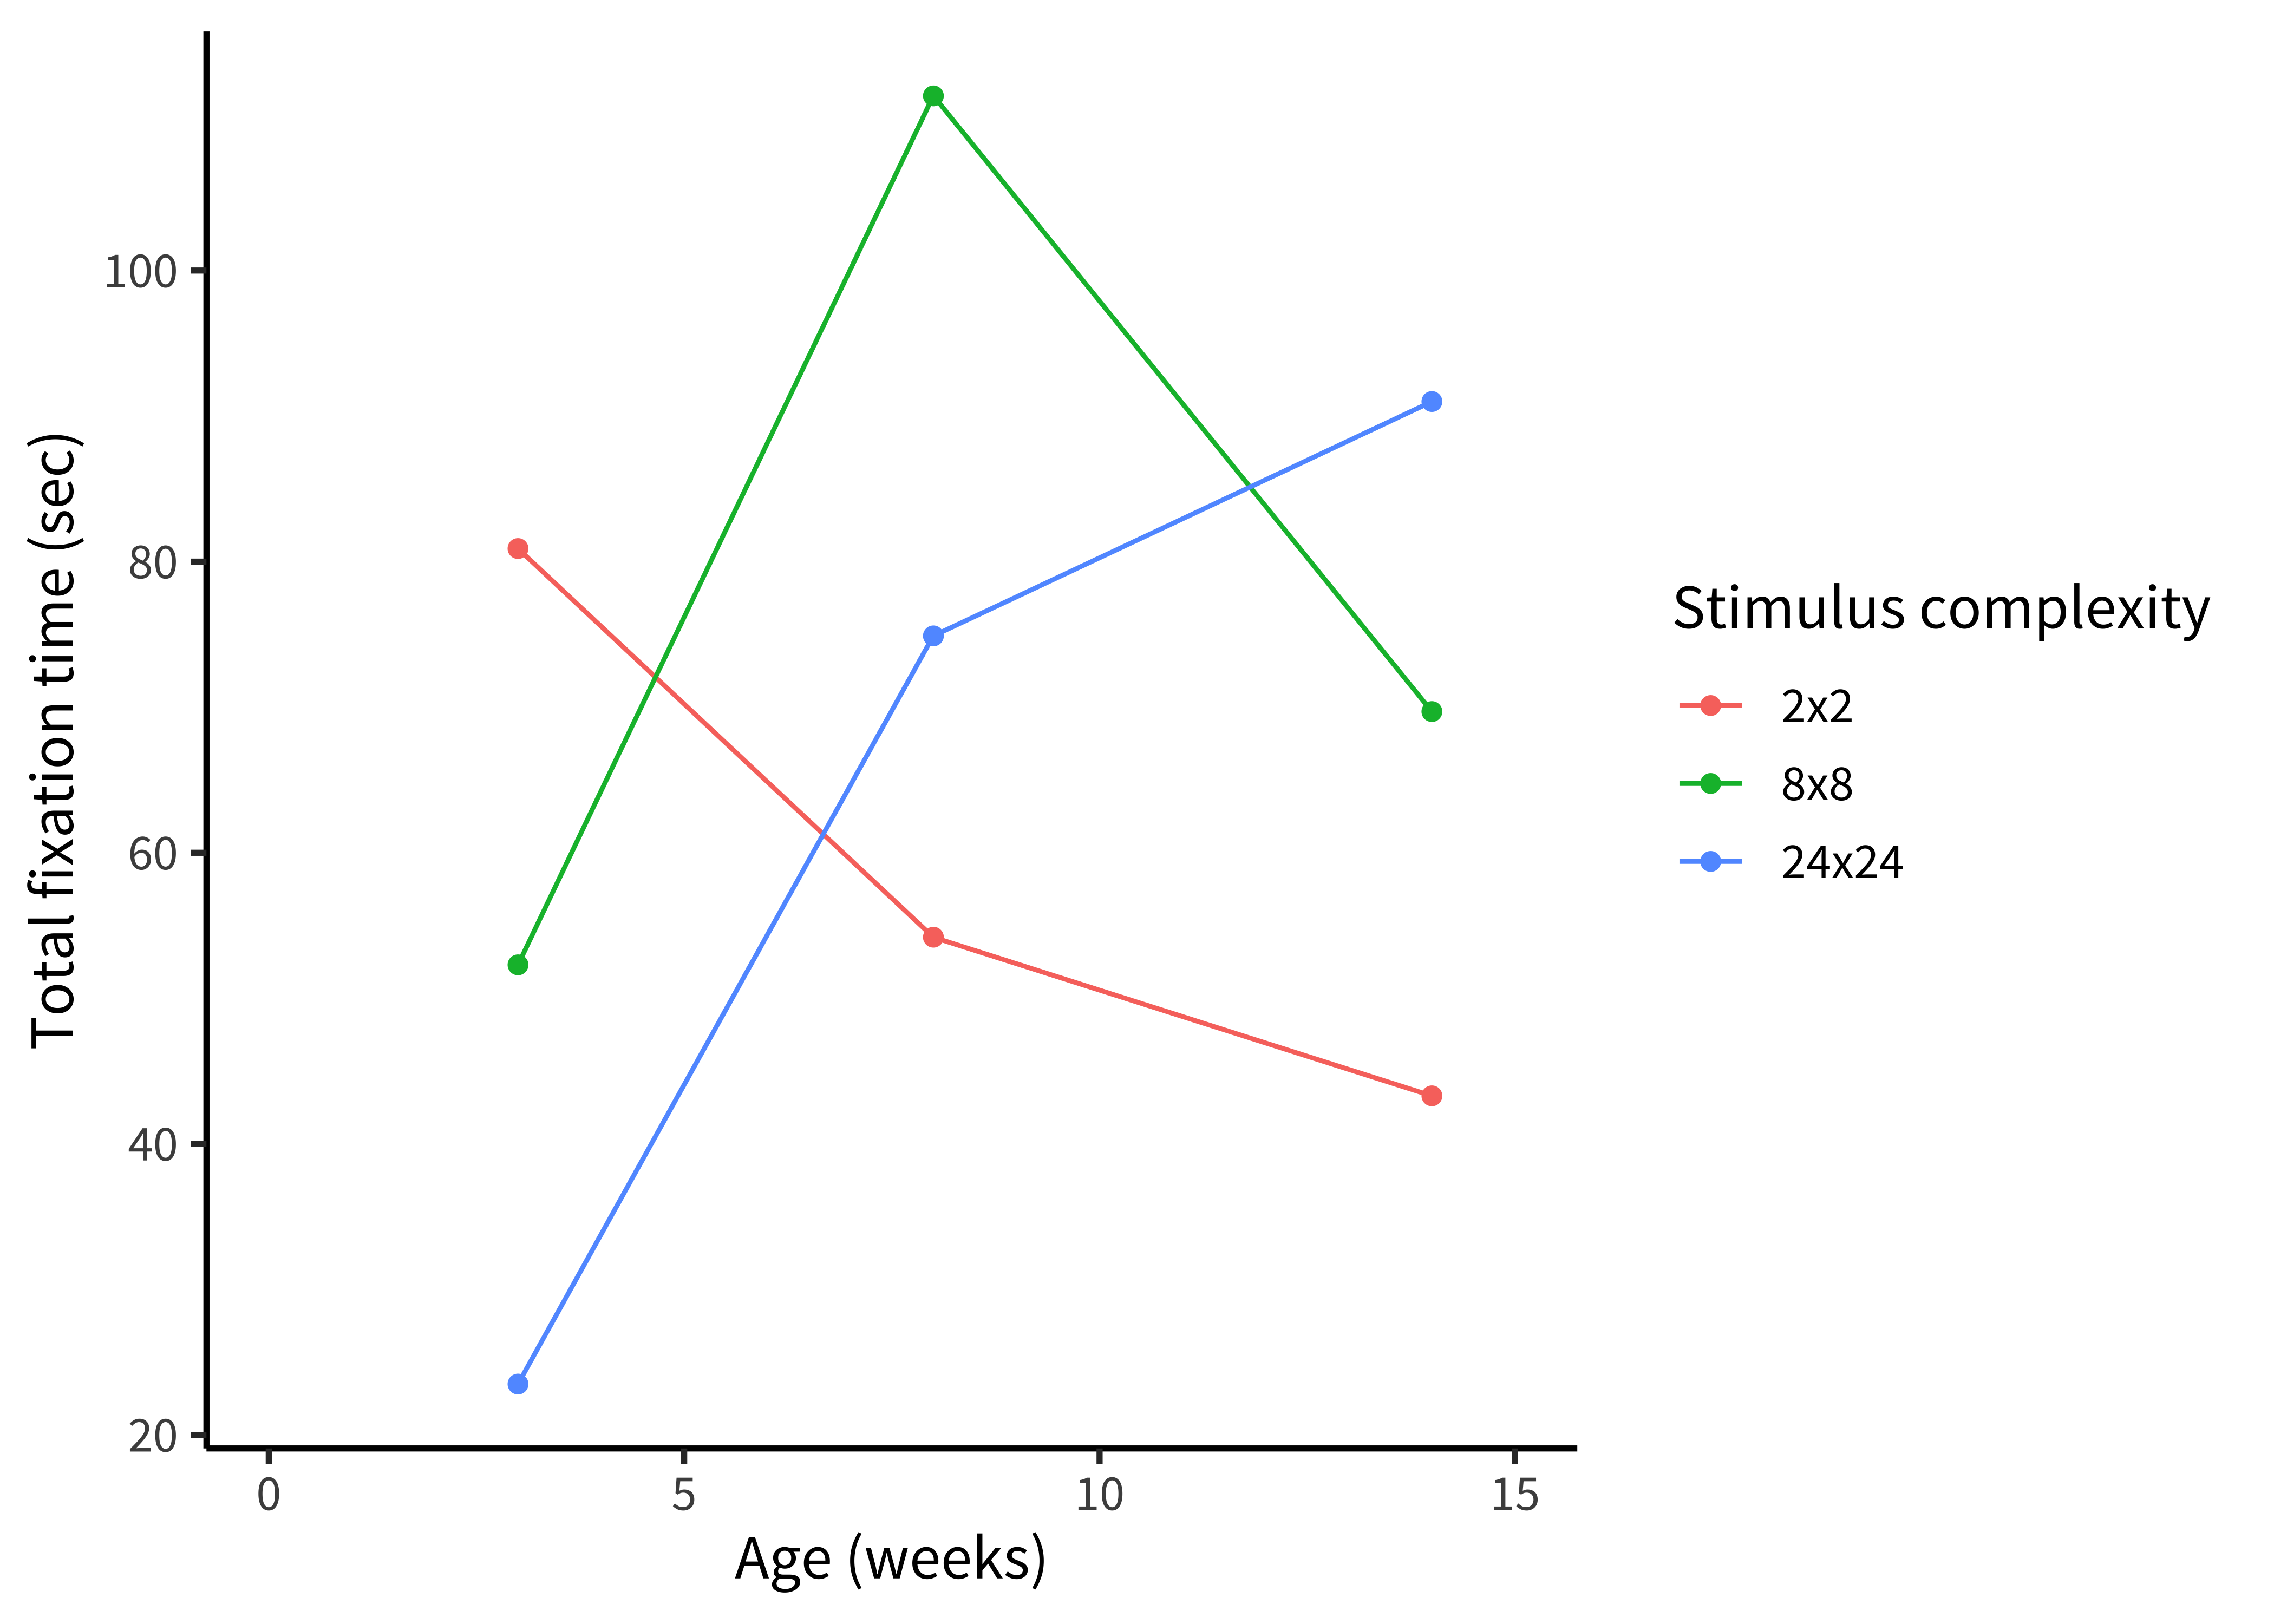 Total fixation time (sec)
100
80
60
40
20
0 5 10 15
Age (weeks)
Stimulus complexity
2x2
8x8
24x24